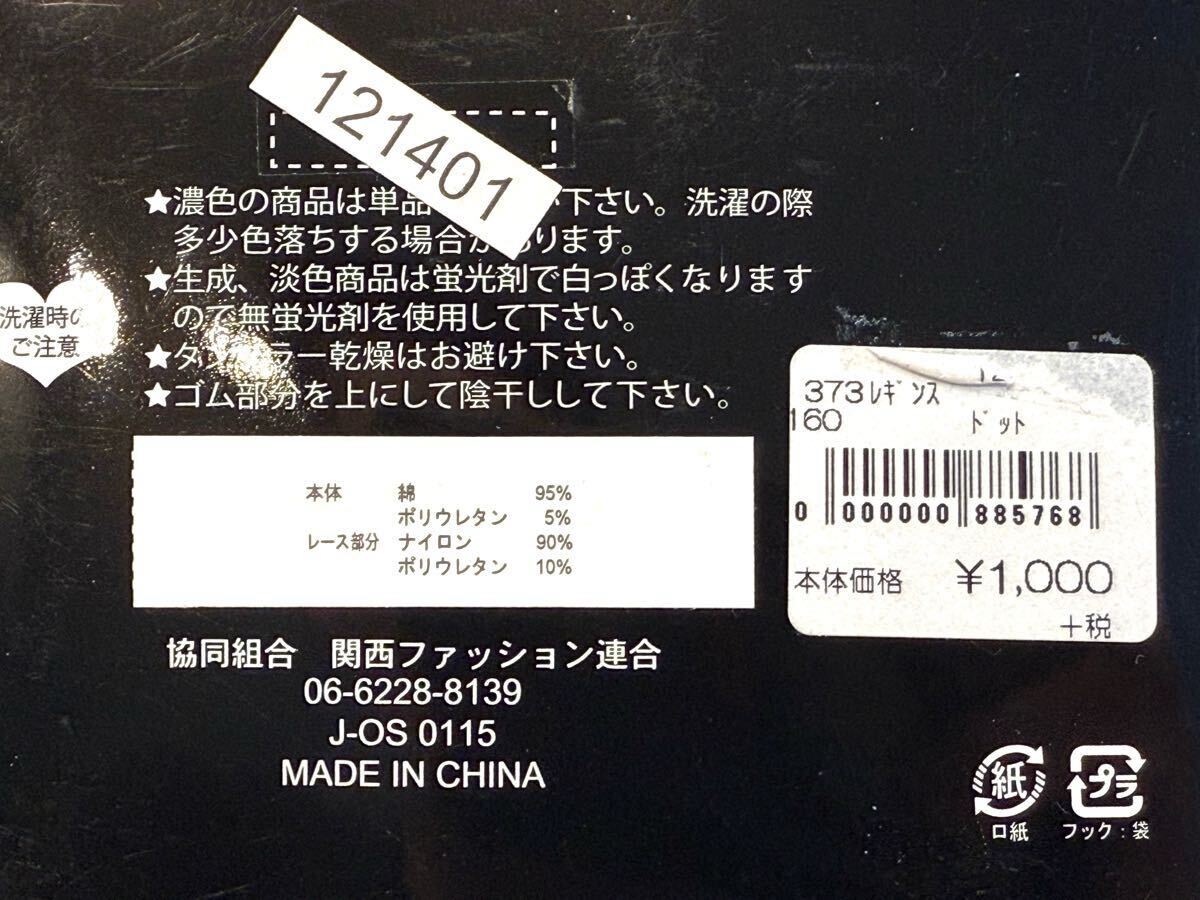 121401
★濃色の商品は単品 下さい。洗濯の際
多少色落ちする場合があります。
★生成、淡色商品は蛍光剤で白っぽくなります
ので無蛍光剤を使用して下さい。
★タンブラー乾燥はお避け下さい。
★ゴム部分を上にして陰干しして下さい。
洗濯時の
ご注意
本体 綿 95%
ポリウレタン 5%
レース部分 ナイロン 90%
ポリウレタン 10%
協同組合 関西ファッション連合
06-6228-8139
J-OS 0115
MADE IN CHINA
373ﾚｷﾞﾝｽ
160 ﾄﾞｯﾄ
0 000000 885768
本体価格 ¥1,000
+税
紙
口紙
プラ
フック:袋